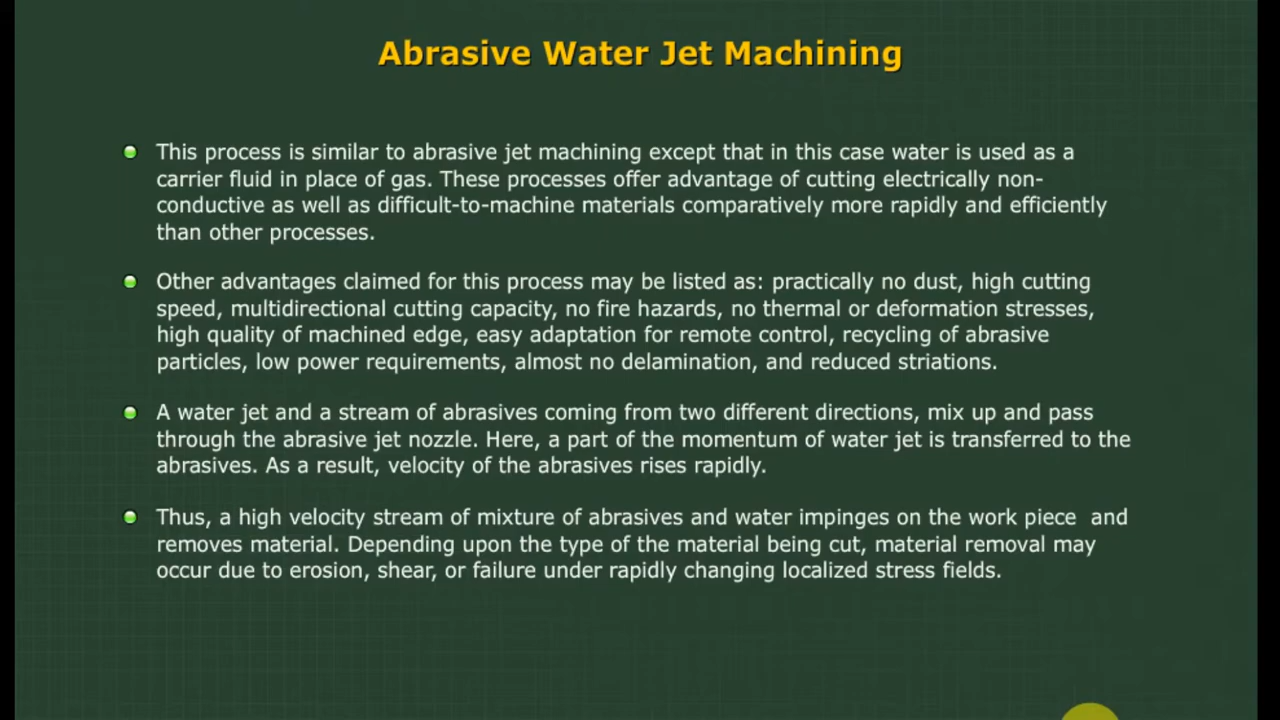 Abrasive Water Jet Machining
This process is similar to abrasive jet machining except that in this case water is used as a
carrier fluid in place of gas. These processes offer advantage of cutting electrically non-
conductive as well as difficult-to-machine materials comparatively more rapidly and efficiently
than other processes.
Other advantages claimed for this process may be listed as: practically no dust, high cutting
speed, multidirectional cutting capacity, no fire hazards, no thermal or deformation stresses,
high quality of machined edge, easy adaptation for remote control, recycling of abrasive
particles, low power requirements, almost no delamination, and reduced striations.
A water jet and a stream of abrasives coming from two different directions, mix up and pass
through the abrasive jet nozzle. Here, a part of the momentum of water jet is transferred to the
abrasives. As a result, velocity of the abrasives rises rapidly.
Thus, a high velocity stream of mixture of abrasives and water impinges on the work piece  and
removes material. Depending upon the type of the material being cut, material removal may
occur due to erosion, shear, or failure under rapidly changing localized stress fields.